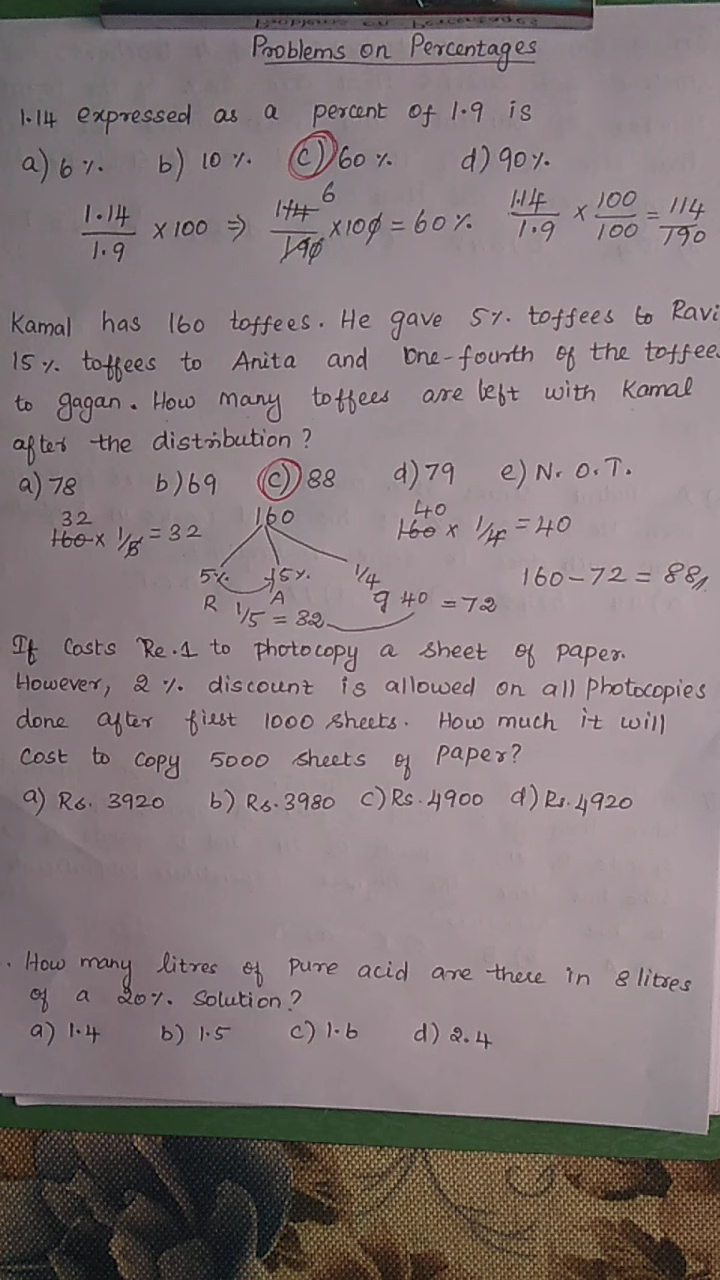 Problems on Percentages
Problems on Percentages
1.14 expressed as a percent of 1.9 is
a) 6 %. b) 10 %. (c) 60 %. d) 90%.
1.14/1.9 × 100 ⇒ 114/190 × 100 = 60 %. 1.14/1.9 × 100/100 = 114/190
6
Kamal has 160 toffees. He gave 5%. toffees to Ravi
15 %. toffees to Anita and one-fourth of the toffee
to gagan. How many toffees are left with Kamal
after the distribution?
a) 78 b) 69 (c) 88 d) 79 e) N. O. T.
32 160 40
160 × 1/5 = 32 160 × 1/4 = 40
5%. 15%. 1/4 160 - 72 = 88
R A g 40 = 72
1/5 = 32
If costs Re.1 to photocopy a sheet of paper.
However, 2 %. discount is allowed on all photocopies
done after first 1000 sheets. How much it will
cost to copy 5000 sheets of paper?
a) Rs. 3920 b) Rs. 3980 c) Rs. 4900 d) Rs. 4920
. How many litres of pure acid are there in 8 litres
of a 20%. solution?
a) 1.4 b) 1.5 c) 1.6 d) 2.4